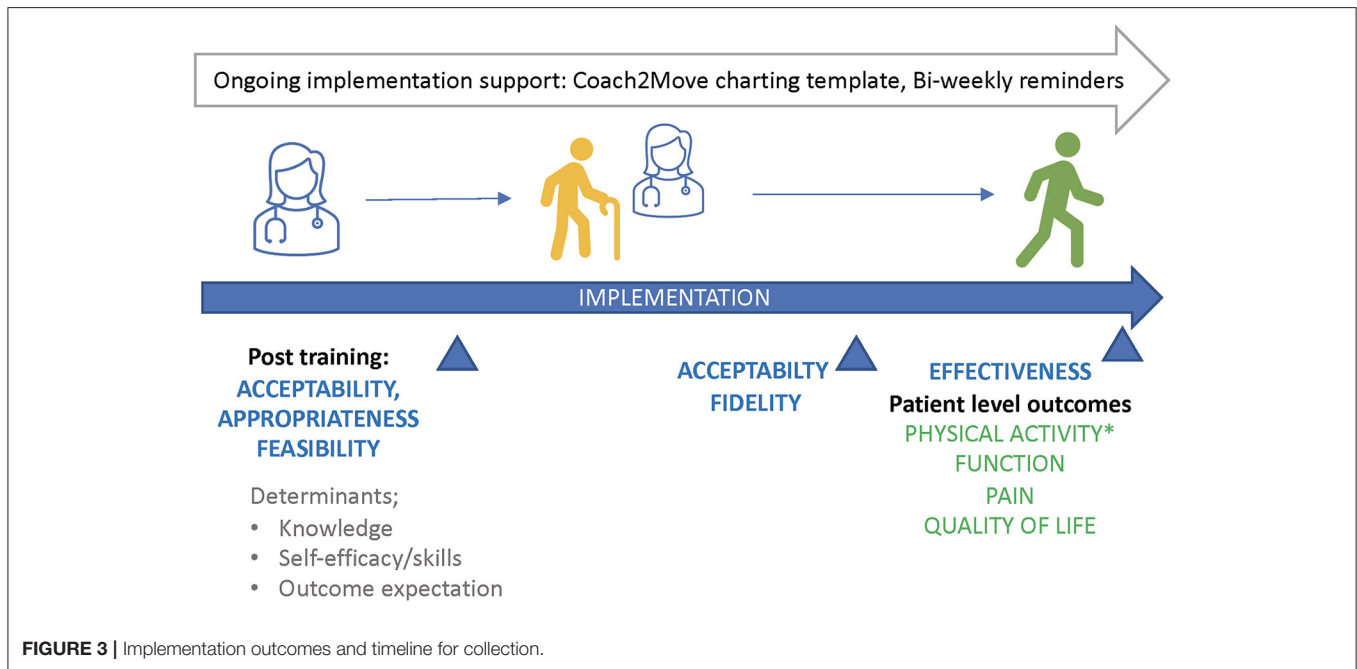 Ongoing implementation support: Coach2Move charting template, Bi-weekly reminders
IMPLEMENTATION
Post training:
ACCEPTABILITY,
APPROPRIATENESS
FEASIBILITY
Determinants;
• Knowledge
• Self-efficacy/skills
• Outcome expectation
ACCEPTABILTY
FIDELITY
EFFECTIVENESS
Patient level outcomes
PHYSICAL ACTIVITY*
FUNCTION
PAIN
QUALITY OF LIFE
FIGURE 3 | Implementation outcomes and timeline for collection.